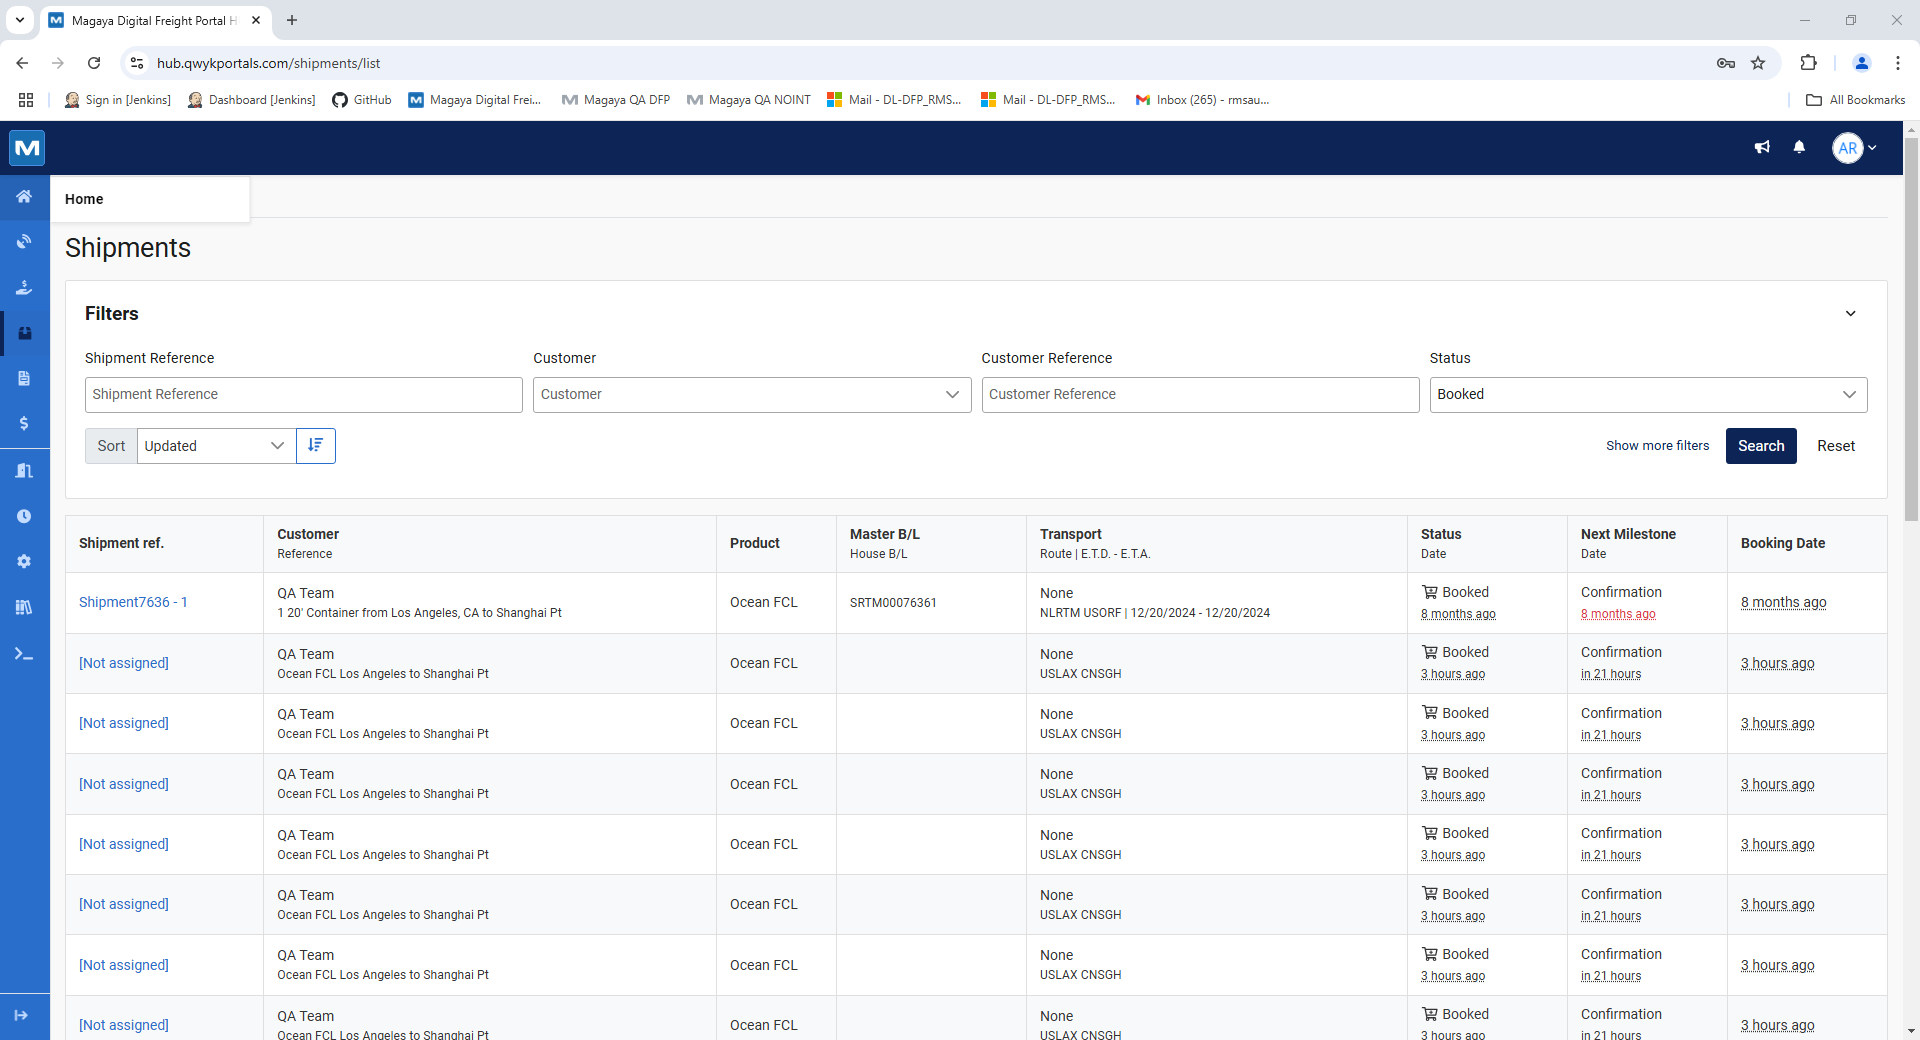 Magaya Digital Freight Portal H
hub.qwykportals.com/shipments/list
Sign in [Jenkins]
Dashboard [Jenkins]
GitHub
Magaya Digital Frei...
Magaya QA DFP
Magaya QA NOINT
Mail - DL-DFP_RMS...
Mail - DL-DFP_RMS...
Inbox (265) - rmsau...
All Bookmarks
AR
Home
Shipments
Filters
Shipment Reference
Customer
Customer Reference
Status
Shipment Reference
Customer
Customer Reference
Booked
Sort
Updated
Show more filters
Search
Reset
Shipment ref.
Customer
Reference
Product
Master B/L
House B/L
Transport
Route | E.T.D. - E.T.A.
Status
Date
Next Milestone
Date
Booking Date
Shipment7636 - 1
QA Team
1 20' Container from Los Angeles, CA to Shanghai Pt
Ocean FCL
SRTM00076361
None
NLRTM USORF | 12/20/2024 - 12/20/2024
Booked
8 months ago
Confirmation
8 months ago
8 months ago
[Not assigned]
QA Team
Ocean FCL Los Angeles to Shanghai Pt
Ocean FCL
None
USLAX CNSGH
Booked
3 hours ago
Confirmation
in 21 hours
3 hours ago
[Not assigned]
QA Team
Ocean FCL Los Angeles to Shanghai Pt
Ocean FCL
None
USLAX CNSGH
Booked
3 hours ago
Confirmation
in 21 hours
3 hours ago
[Not assigned]
QA Team
Ocean FCL Los Angeles to Shanghai Pt
Ocean FCL
None
USLAX CNSGH
Booked
3 hours ago
Confirmation
in 21 hours
3 hours ago
[Not assigned]
QA Team
Ocean FCL Los Angeles to Shanghai Pt
Ocean FCL
None
USLAX CNSGH
Booked
3 hours ago
Confirmation
in 21 hours
3 hours ago
[Not assigned]
QA Team
Ocean FCL Los Angeles to Shanghai Pt
Ocean FCL
None
USLAX CNSGH
Booked
3 hours ago
Confirmation
in 21 hours
3 hours ago
[Not assigned]
QA Team
Ocean FCL Los Angeles to Shanghai Pt
Ocean FCL
None
USLAX CNSGH
Booked
3 hours ago
Confirmation
in 21 hours
3 hours ago
[Not assigned]
QA Team
Ocean FCL Los Angeles to Shanghai Pt
Ocean FCL
None
USLAX CNSGH
Booked
3 hours ago
Confirmation
in 21 hours
3 hours ago